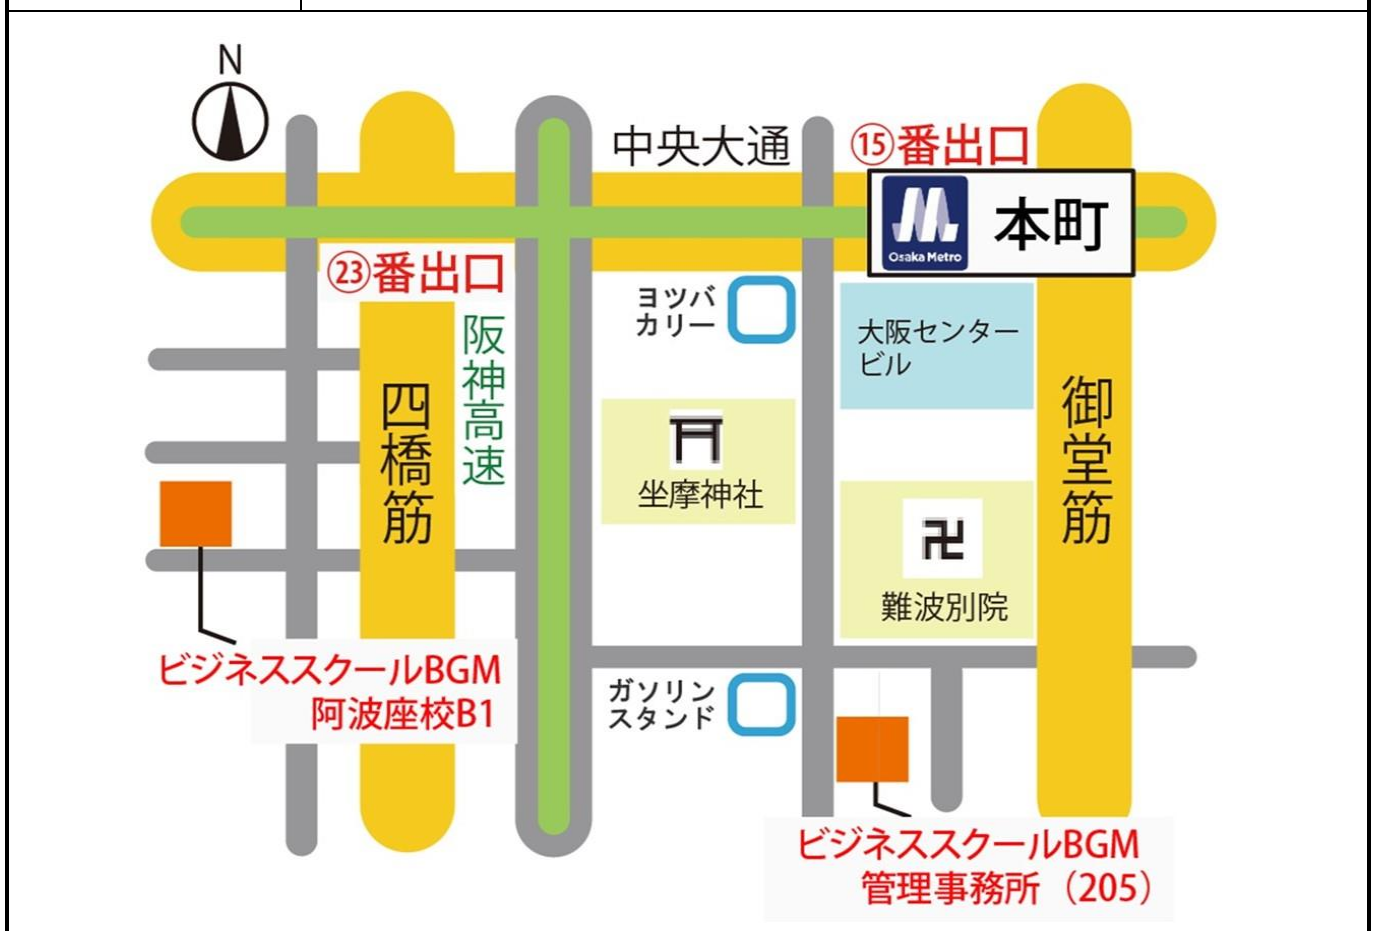 N
中央大通
⑮番出口
Osaka Metro
本町
㉓番出口
ヨツバ
カリー
阪神高速
大阪センター
ビル
四橋筋
御堂筋
坐摩神社
卍
難波別院
ビジネススクールBGM
阿波座校B1
ガソリン
スタンド
ビジネススクールBGM
管理事務所（205）